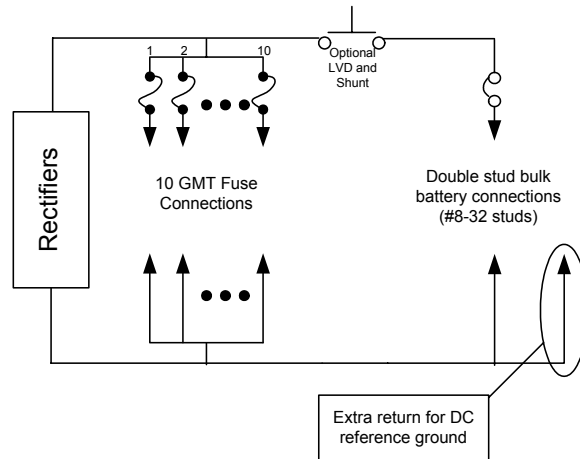 1 2 10
Optional
LVD and
Shunt
Rectifiers
10 GMT Fuse
Connections
Double stud bulk
battery connections
(#8-32 studs)
Extra return for DC
reference ground